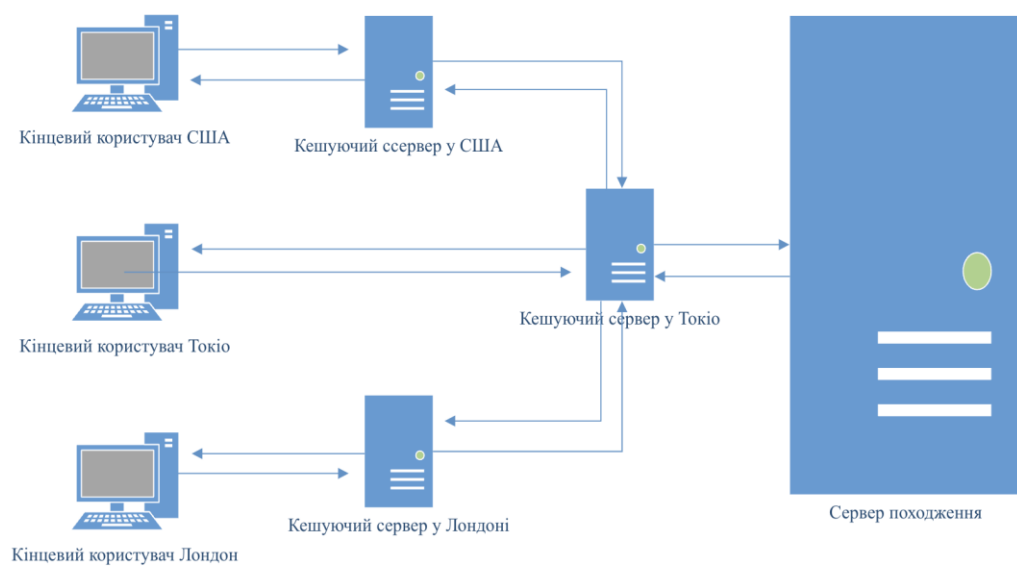 Кінцевий користувач США
Кешуючий ссервер у США
Кешуючий сервер у Токіо
Кінцевий користувач Токіо
Кешуючий сервер у Лондоні
Сервер походження
Кінцевий користувач Лондон